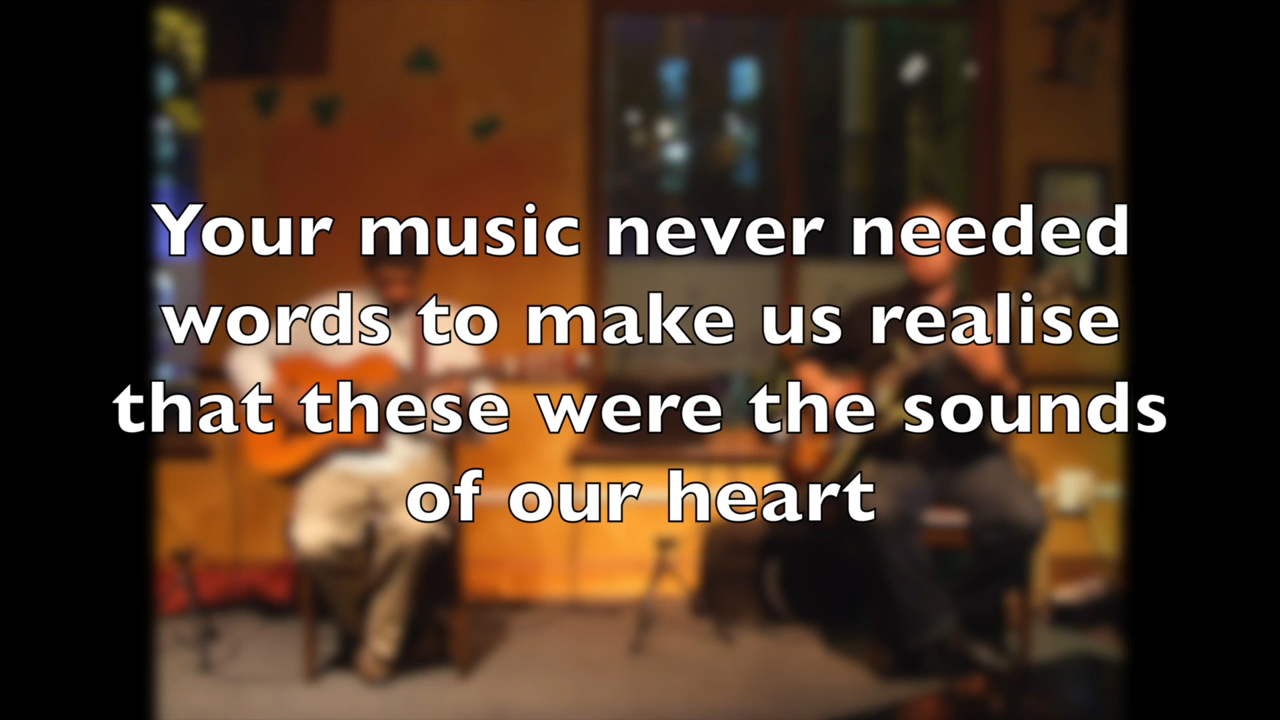 Your music never needed
words to make us realise
that these were the sounds
of our heart